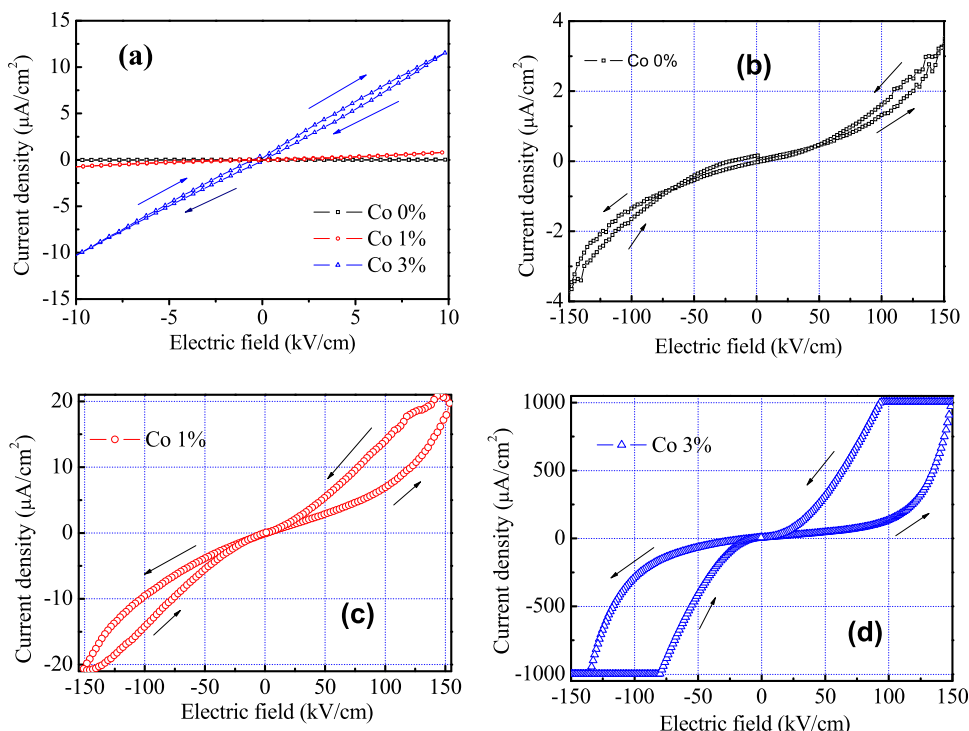 (a)
15
10
5
0
-5
-10
-15
-10
-5
0
5
10
Current density (μA/cm²)
Electric field (kV/cm)
Co 0%
Co 1%
Co 3%
(b)
4
2
0
-2
-4
-150
-100
-50
0
50
100
150
Current density (μA/cm²)
Electric field (kV/cm)
Co 0%
(c)
20
10
0
-10
-20
-150
-100
-50
0
50
100
150
Current density (μA/cm²)
Electric field (kV/cm)
Co 1%
(d)
1000
500
0
-500
-1000
-150
-100
-50
0
50
100
150
Current density (μA/cm²)
Electric field (kV/cm)
Co 3%